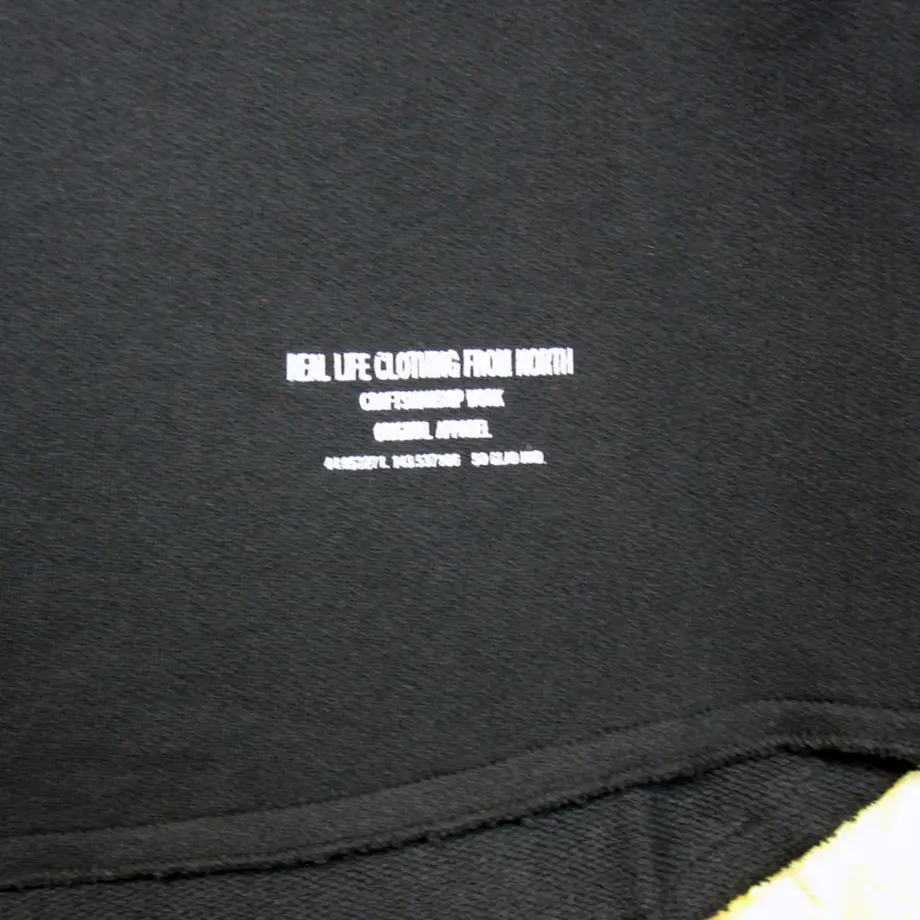 REAL LIFE CLOTHING FROM NORTH
CRAFTSMANSHIP WORK
ORIGINAL APPAREL